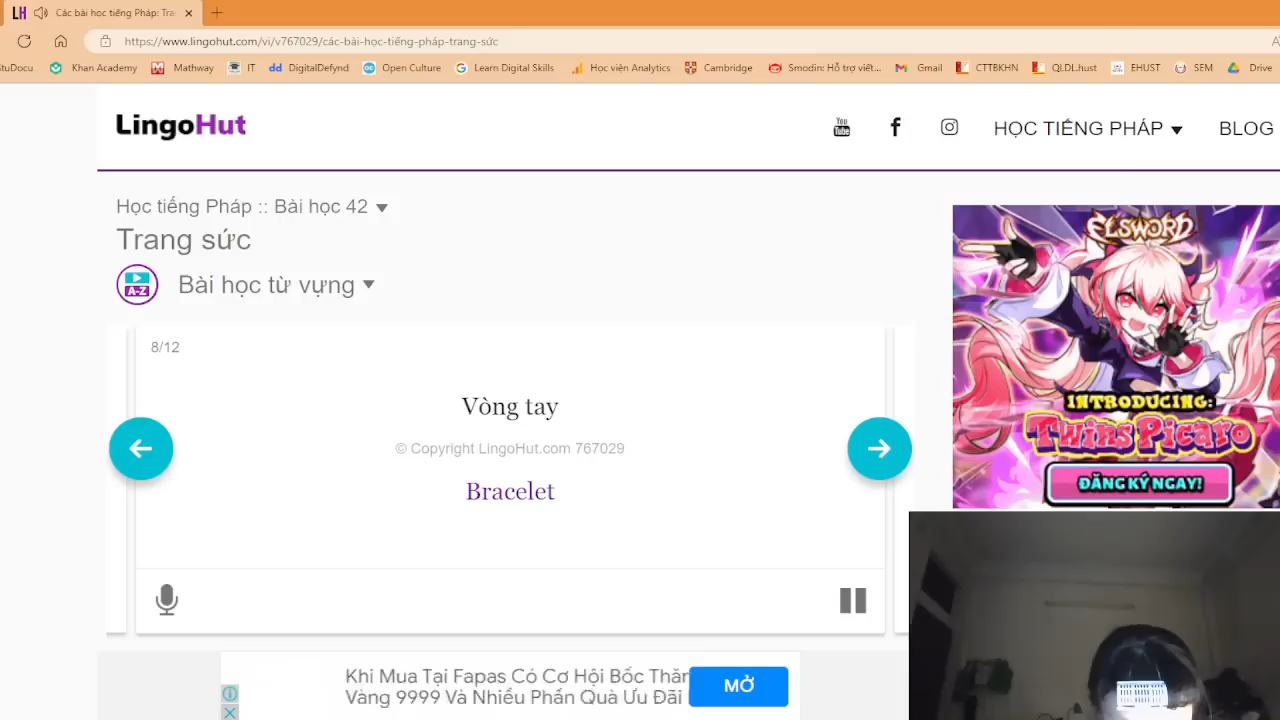 LH Các bài học tiếng Pháp: Tra
https://www.lingohut.com/vi/v767029/các-bài-học-tiếng-pháp-trang-sức
tuDocu Khan Academy Mathway IT DigitalDefynd Open Culture Learn Digital Skills Học viện Analytics Cambridge Smodin: Hỗ trợ viết... Gmail CTTBKHN QLDL.hust EHUST SEM Drive
LingoHut
You Tube
HỌC TIẾNG PHÁP BLOG
Học tiếng Pháp :: Bài học 42
Trang sức
A-Z Bài học từ vựng
8/12
Vòng tay
© Copyright LingoHut.com 767029
Bracelet
ELSWORD
INTRODUCING:
Twins Picaro
ĐĂNG KÝ NGAY!
Khi Mua Tại Fapas Có Cơ Hội Bốc Thăm
Vàng 9999 Và Nhiều Phần Quà Ưu Đãi
MỞ